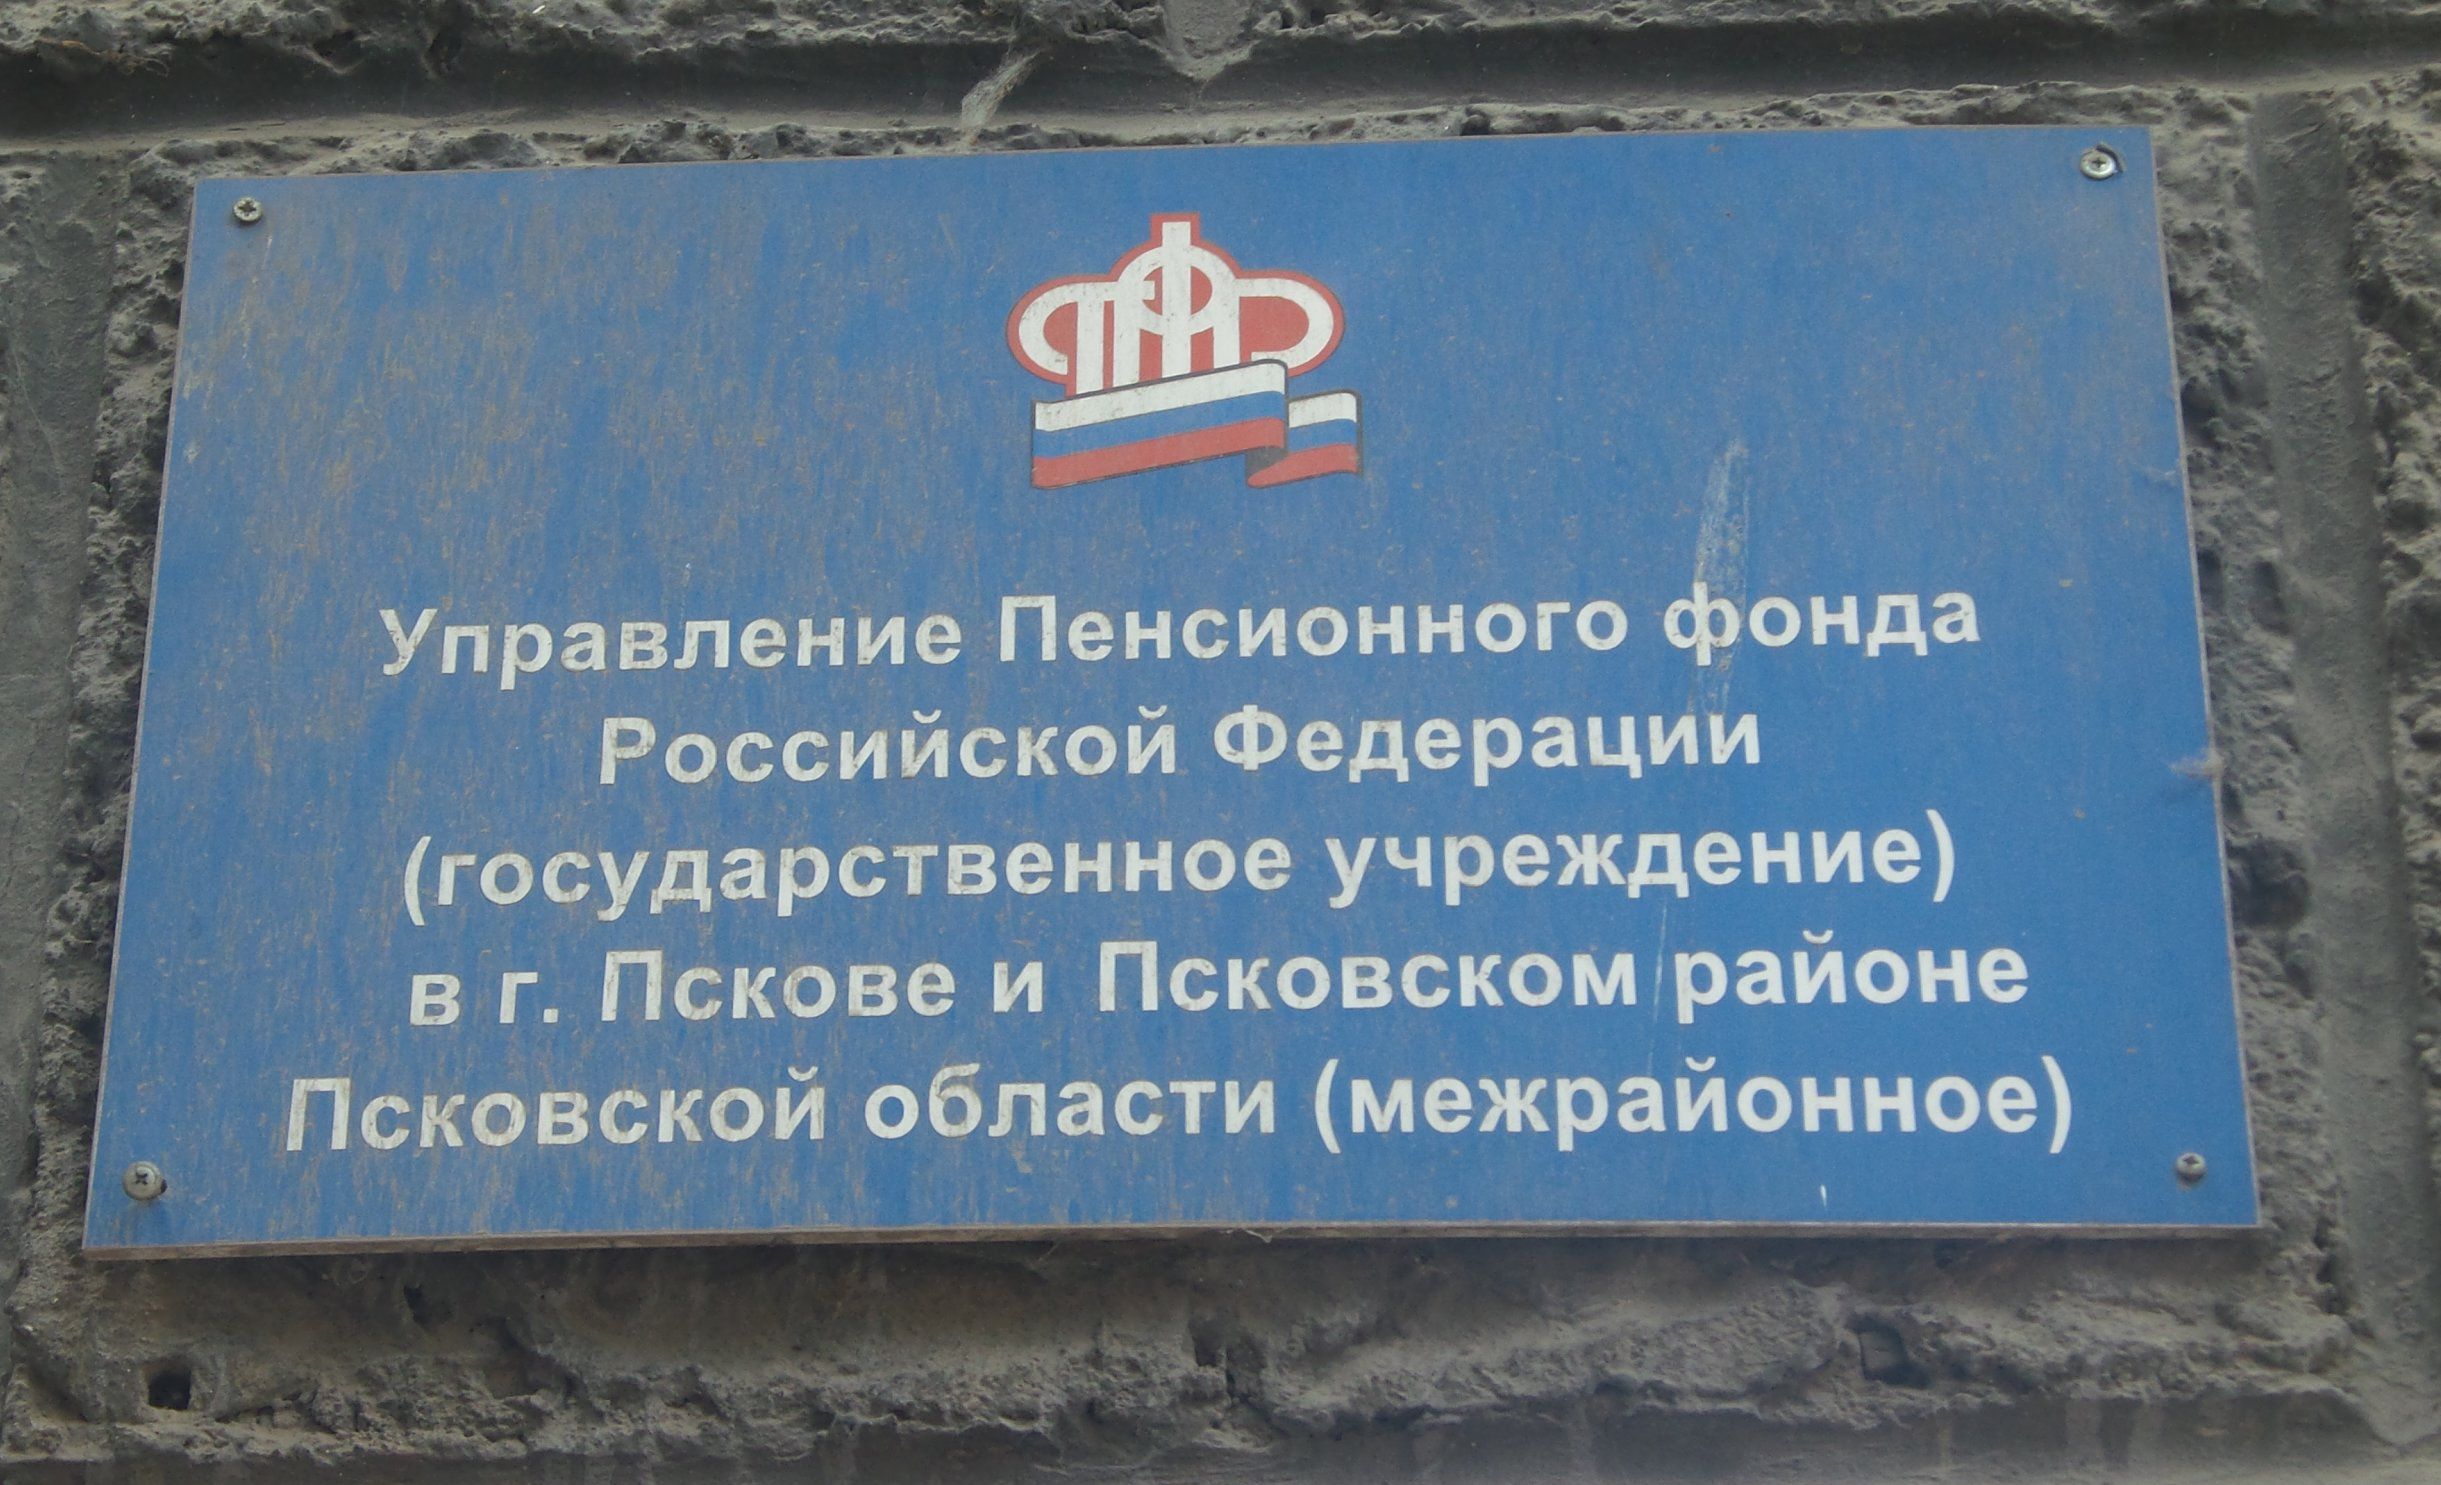 Управление Пенсионного фонда
Российской Федерации
(государственное учреждение)
в г. Пскове и Псковском районе
Псковской области (межрайонное)